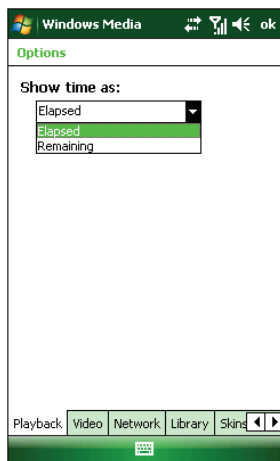 Windows Media ok
Options
Show time as:
Elapsed
Elapsed
Remaining
Playback Video Network Library Skins